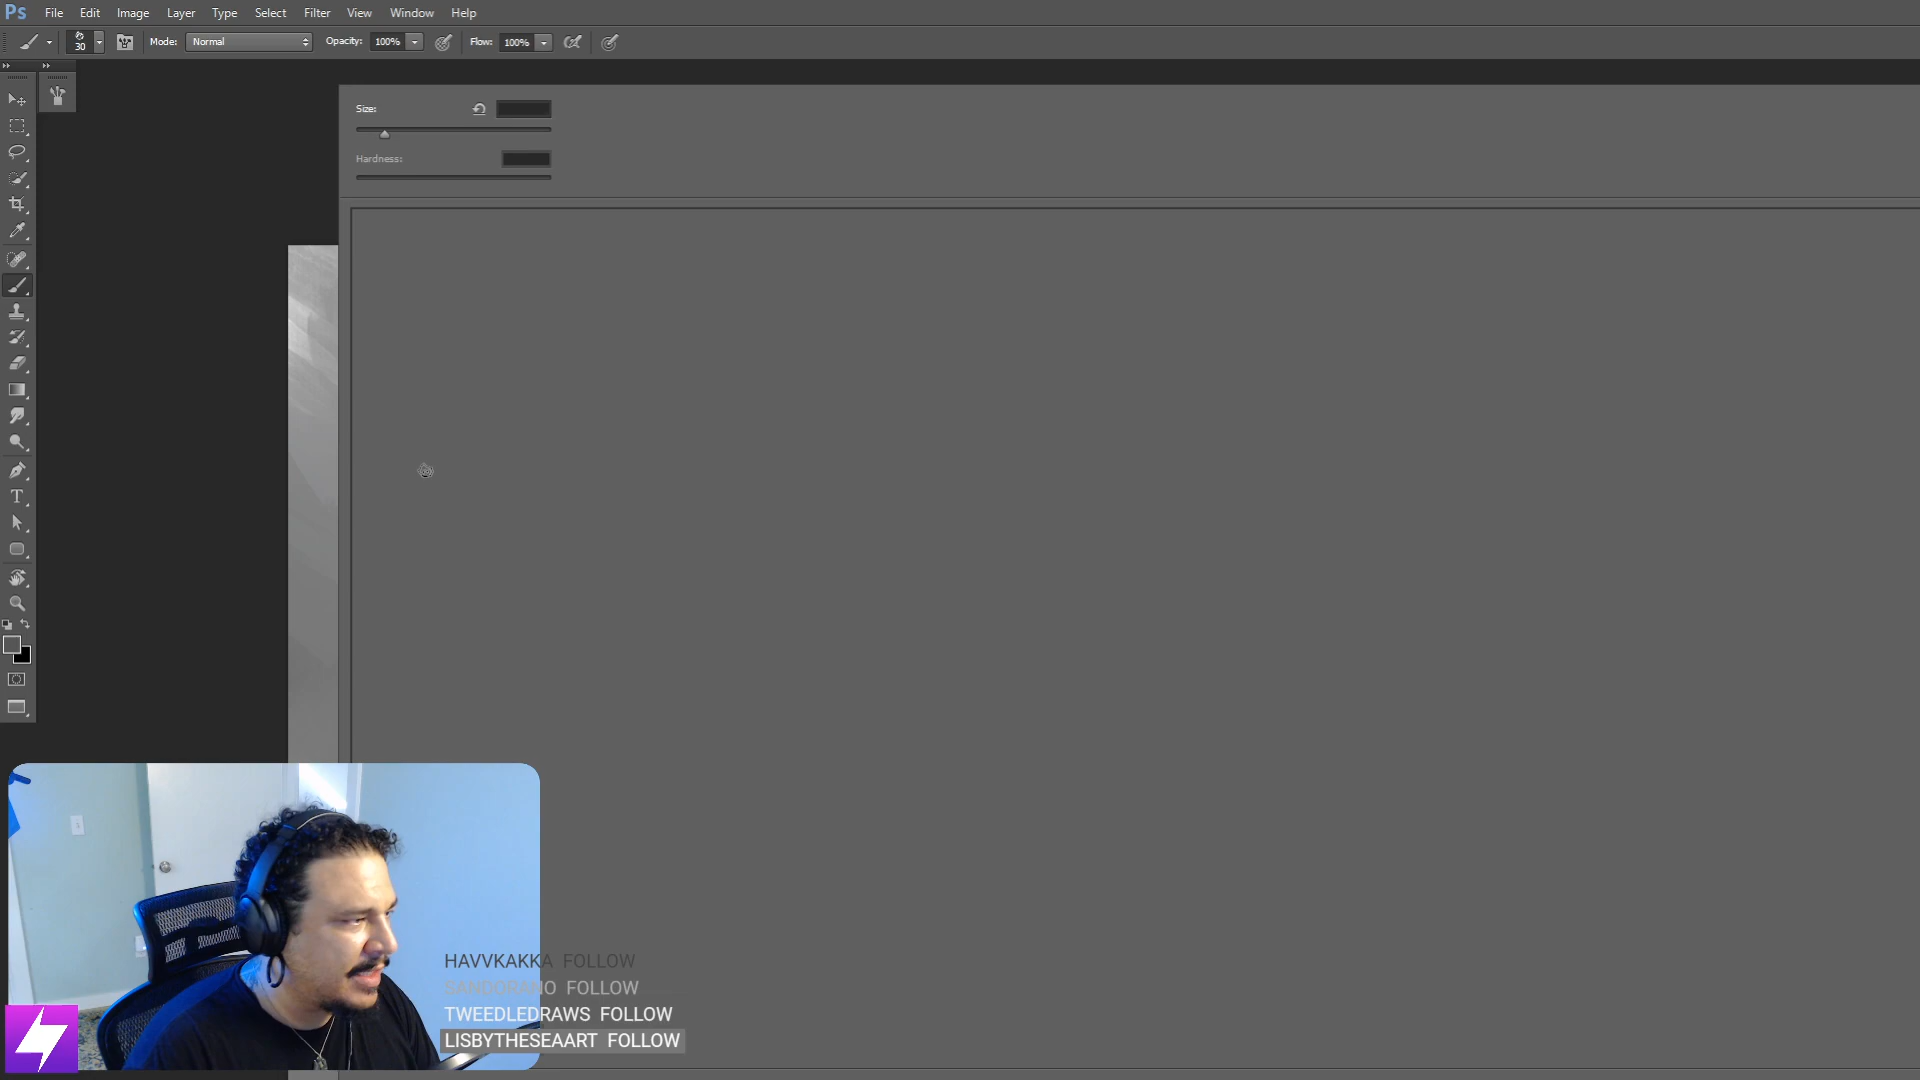 Ps File Edit Image Layer Type Select Filter View Window Help
30 Mode: Normal Opacity: 100% Flow: 100%
Size:
Hardness:
T
HAVVKAKKA FOLLOW
SANDORANO FOLLOW
TWEEDLEDRAWS FOLLOW
LISBYTHESEAART FOLLOW